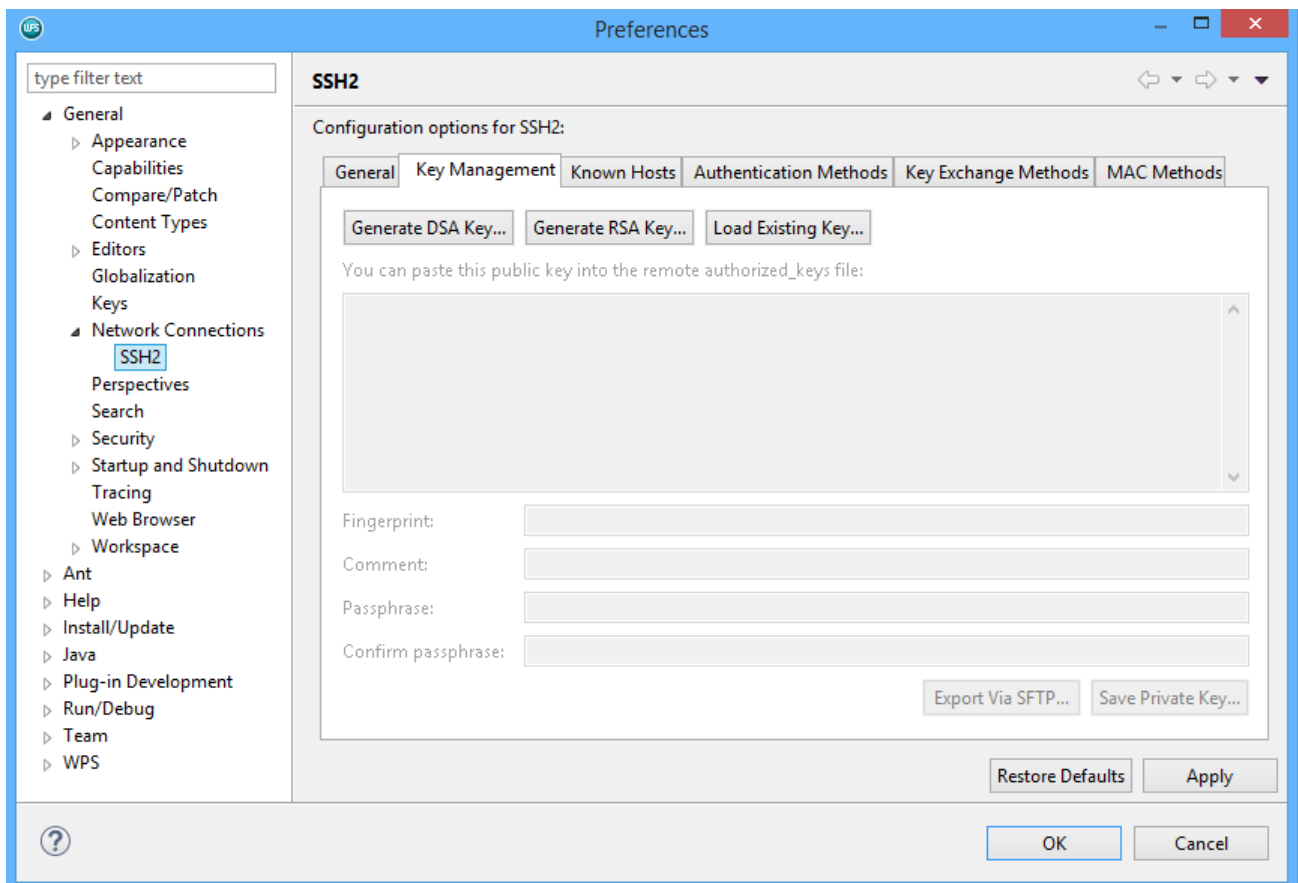 WPS
Preferences
type filter text
General
Appearance
Capabilities
Compare/Patch
Content Types
Editors
Globalization
Keys
Network Connections
SSH2
Perspectives
Search
Security
Startup and Shutdown
Tracing
Web Browser
Workspace
Ant
Help
Install/Update
Java
Plug-in Development
Run/Debug
Team
WPS
SSH2
Configuration options for SSH2:
General Key Management Known Hosts Authentication Methods Key Exchange Methods MAC Methods
Generate DSA Key... Generate RSA Key... Load Existing Key...
You can paste this public key into the remote authorized_keys file:
Fingerprint:
Comment:
Passphrase:
Confirm passphrase:
Export Via SFTP... Save Private Key...
Restore Defaults Apply
? OK Cancel